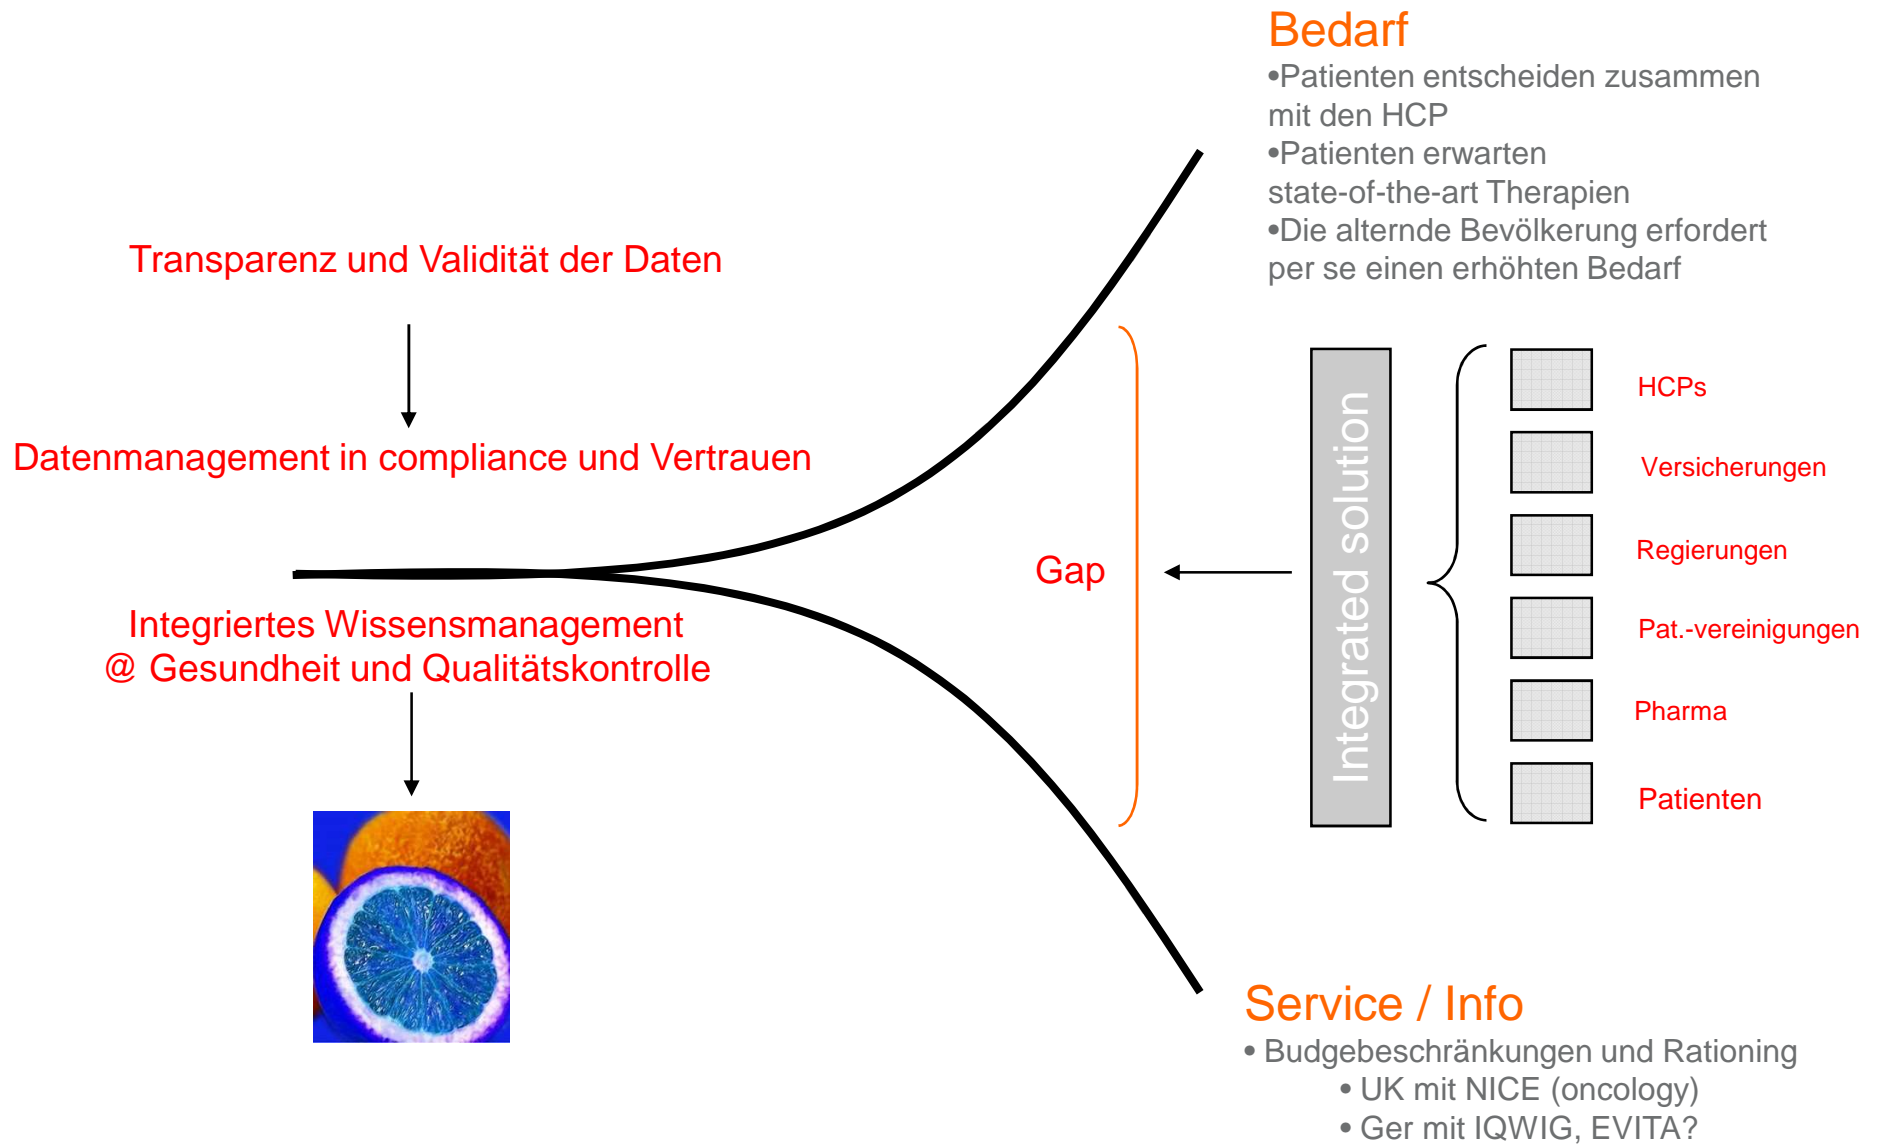 Bedarf
•Patienten entscheiden zusammen
mit den HCP
•Patienten erwarten
state-of-the-art Therapien
•Die alternde Bevölkerung erfordert
per se einen erhöhten Bedarf
Transparenz und Validität der Daten
Datenmanagement in compliance und Vertrauen
Integriertes Wissensmanagement
@ Gesundheit und Qualitätskontrolle
Gap
Integrated solution
HCPs
Versicherungen
Regierungen
Pat.-vereinigungen
Pharma
Patienten
Service / Info
• Budgebeschränkungen und Rationing
• UK mit NICE (oncology)
• Ger mit IQWIG, EVITA?